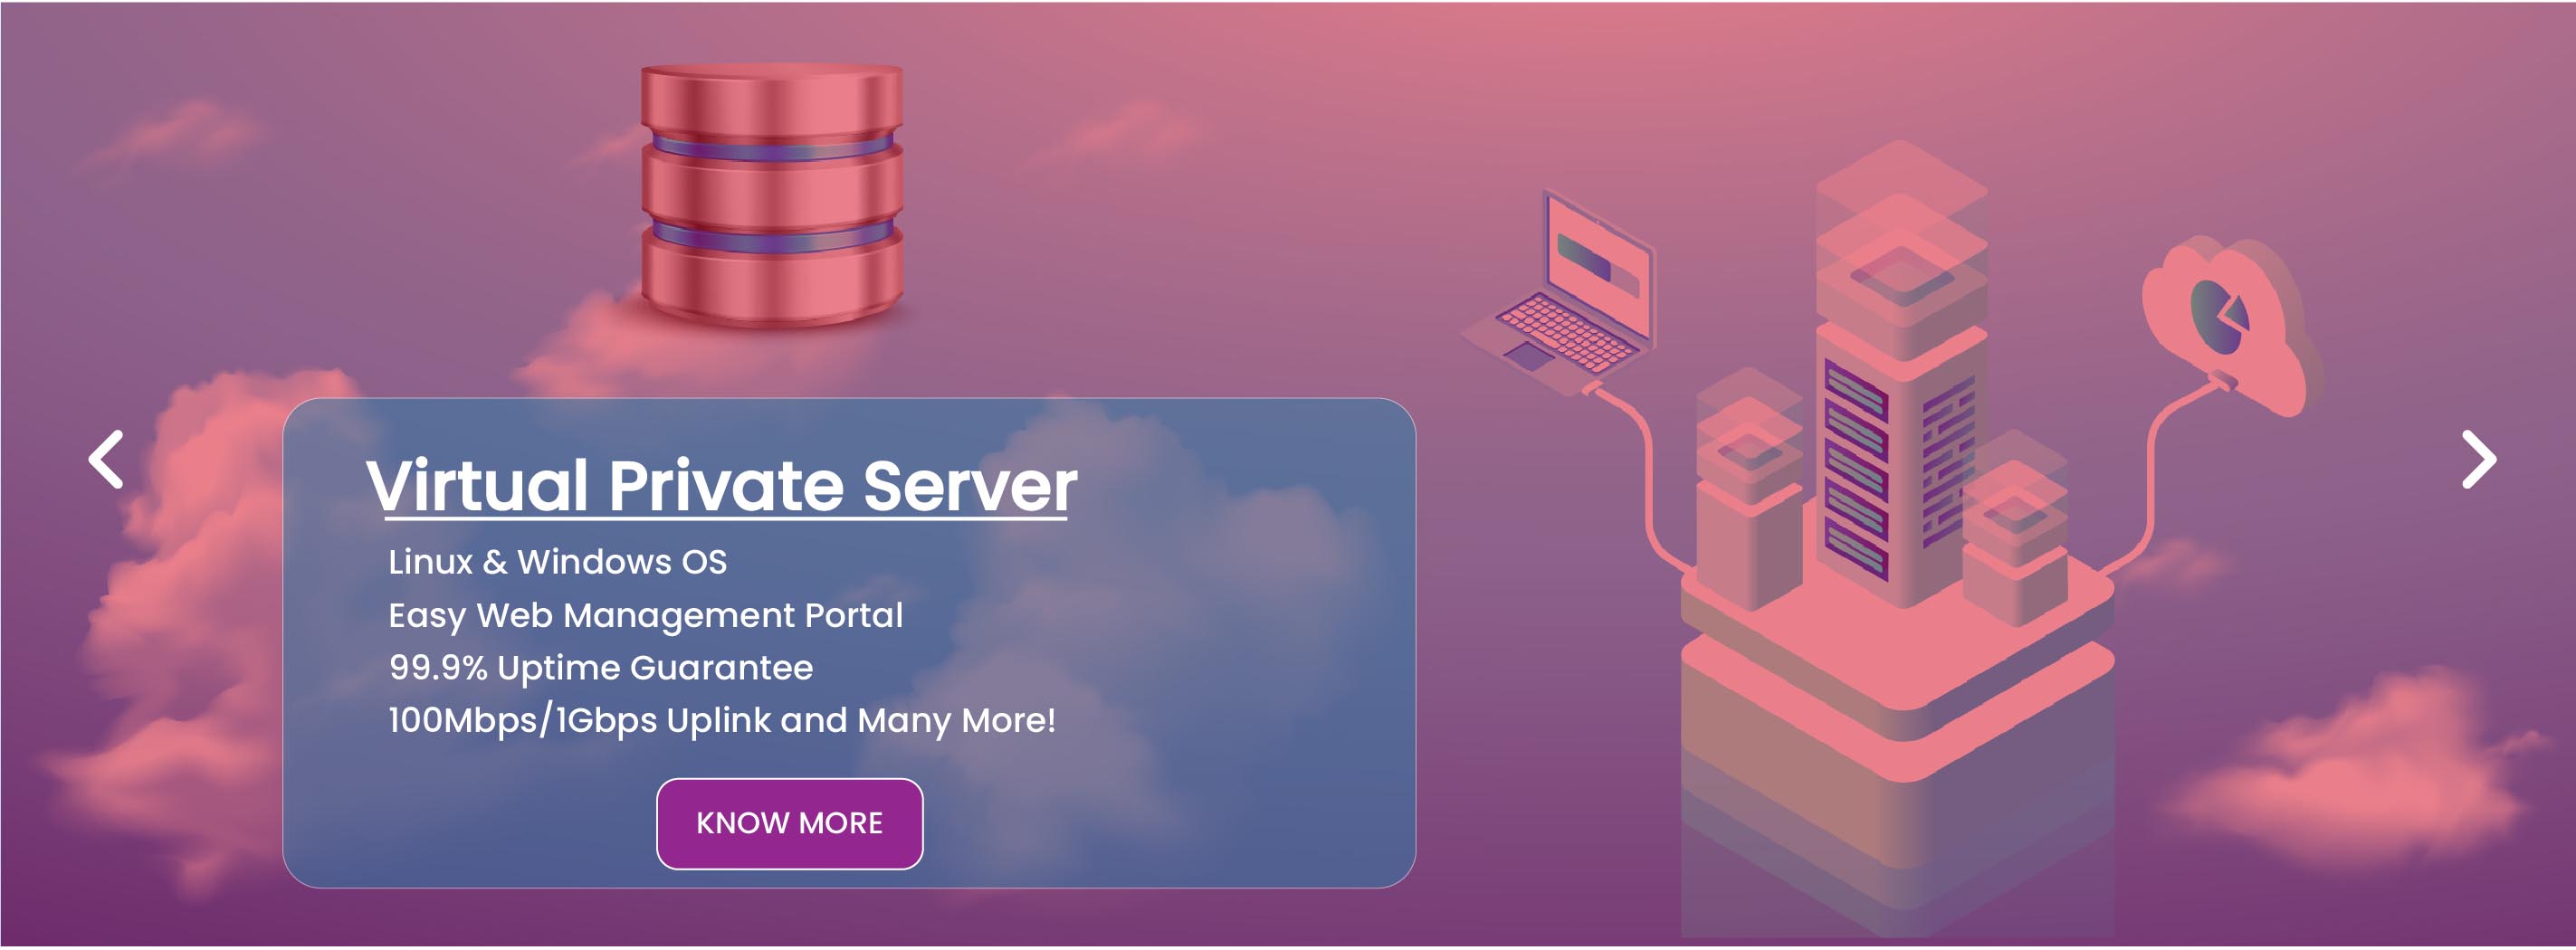 Virtual Private Server
Linux & Windows OS
Easy Web Management Portal
99.9% Uptime Guarantee
100Mbps/1Gbps Uplink and Many More!
KNOW MORE